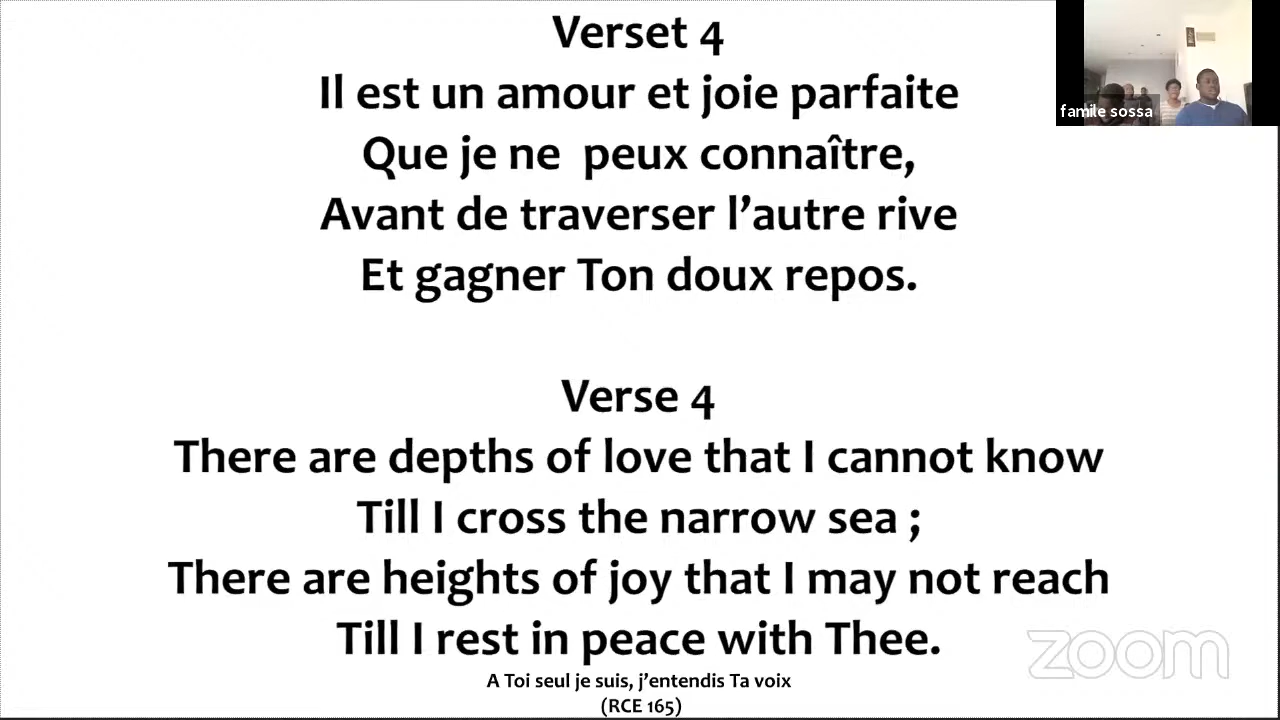 Verset 4
Il est un amour et joie parfaite
Que je ne peux connaître,
Avant de traverser l’autre rive
Et gagner Ton doux repos.
Verse 4
There are depths of love that I cannot know
Till I cross the narrow sea ;
There are heights of joy that I may not reach
Till I rest in peace with Thee.
A Toi seul je suis, j’entendis Ta voix
(RCE 165)
famile sossa
zoom